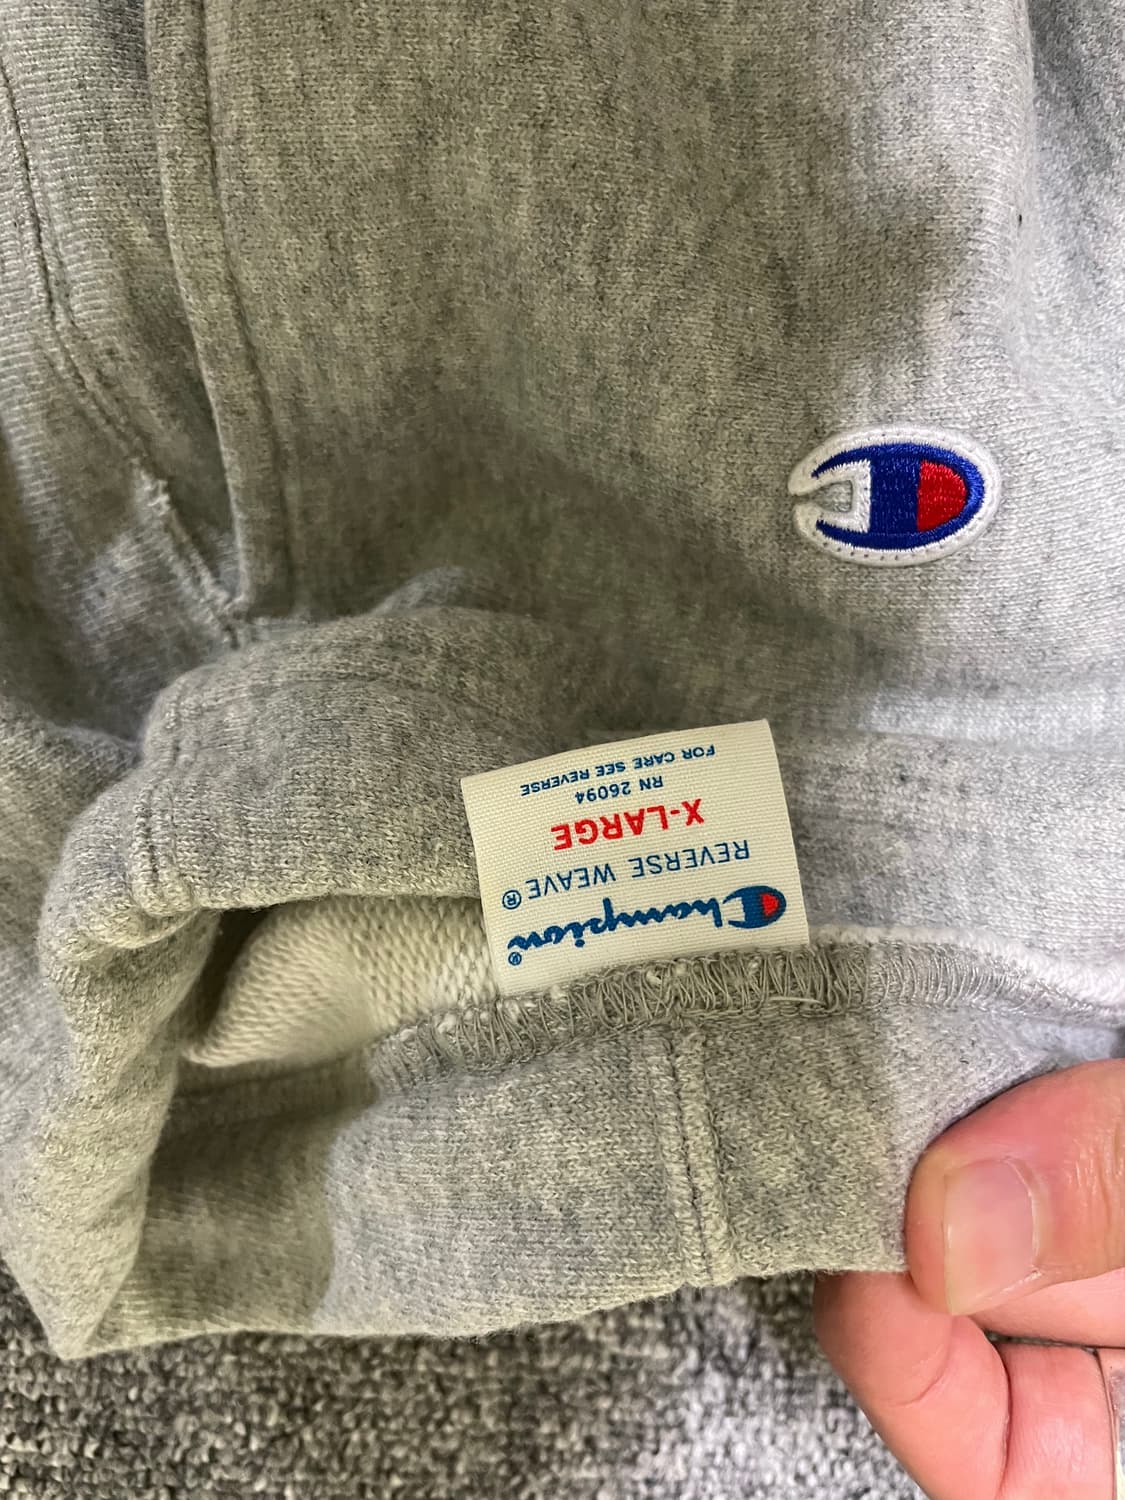 Champion®
REVERSE WEAVE®
X-LARGE
RN 26094
FOR CARE SEE REVERSE